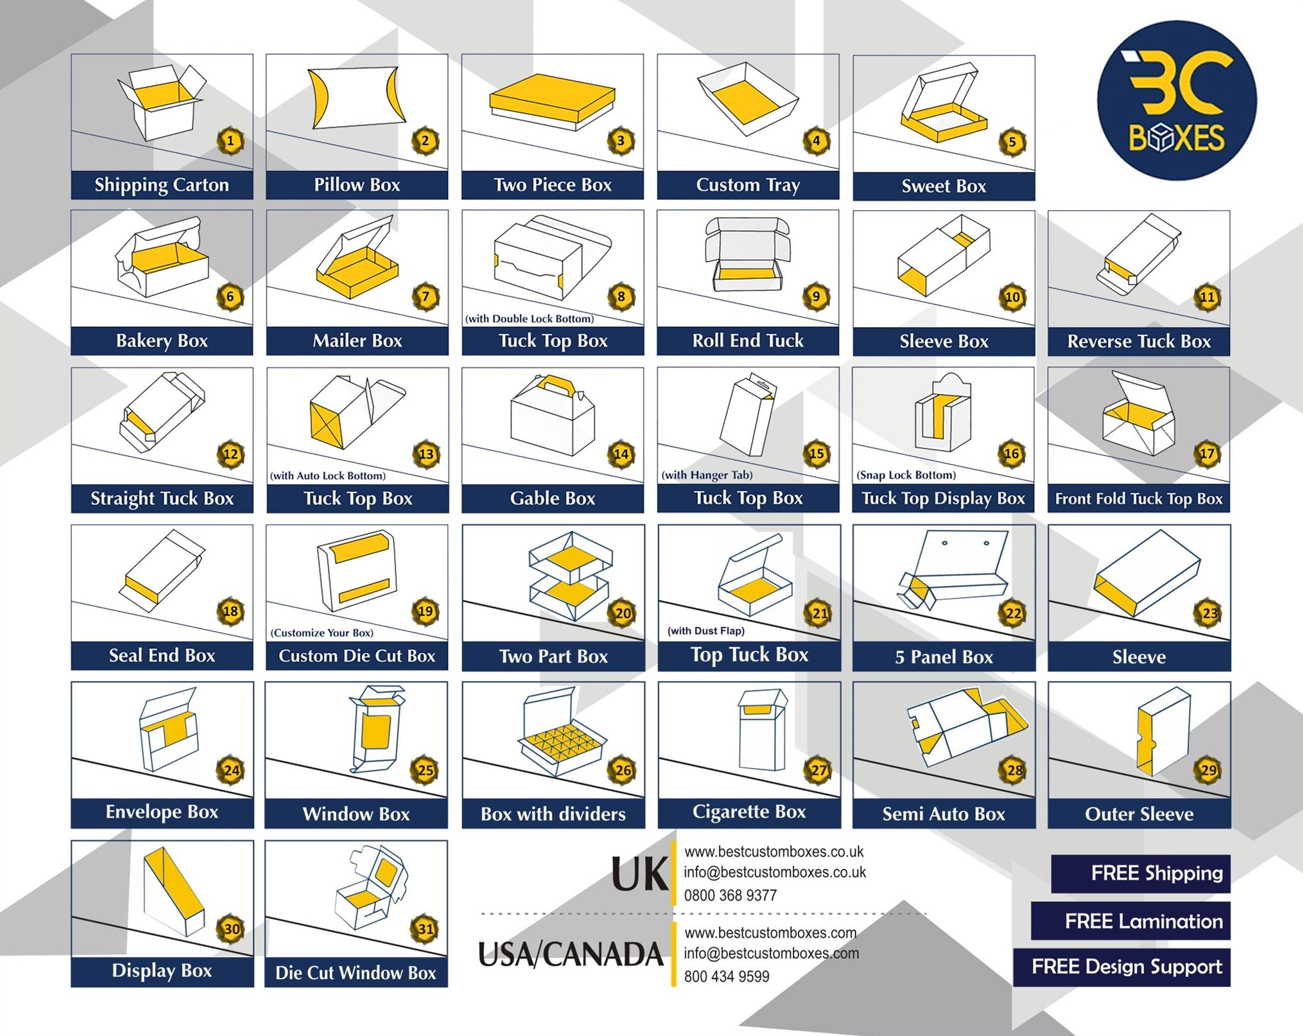 BC
BOXES
1
Shipping Carton
2
Pillow Box
3
Two Piece Box
4
Custom Tray
5
Sweet Box
6
Bakery Box
7
Mailer Box
8
(with Double Lock Bottom)
Tuck Top Box
9
Roll End Tuck
10
Sleeve Box
11
Reverse Tuck Box
12
Straight Tuck Box
13
(with Auto Lock Bottom)
Tuck Top Box
14
Gable Box
15
(with Hanger Tab)
Tuck Top Box
16
(Snap Lock Bottom)
Tuck Top Display Box
17
Front Fold Tuck Top Box
18
Seal End Box
19
(Customize Your Box)
Custom Die Cut Box
20
Two Part Box
21
(with Dust Flap)
Top Tuck Box
22
5 Panel Box
23
Sleeve
24
Envelope Box
25
Window Box
26
Box with dividers
27
Cigarette Box
28
Semi Auto Box
29
Outer Sleeve
30
Display Box
31
Die Cut Window Box
UK
www.bestcustomboxes.co.uk
info@bestcustomboxes.co.uk
0800 368 9377
USA/CANADA
www.bestcustomboxes.com
info@bestcustomboxes.com
800 434 9599
FREE Shipping
FREE Lamination
FREE Design Support